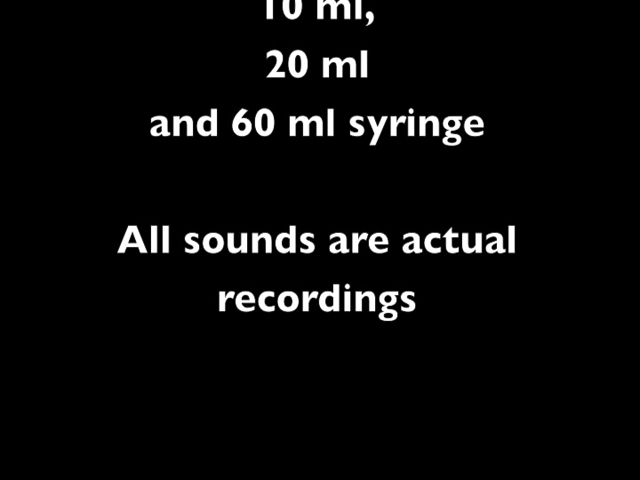 10 ml,
20 ml
and 60 ml syringe
All sounds are actual
recordings